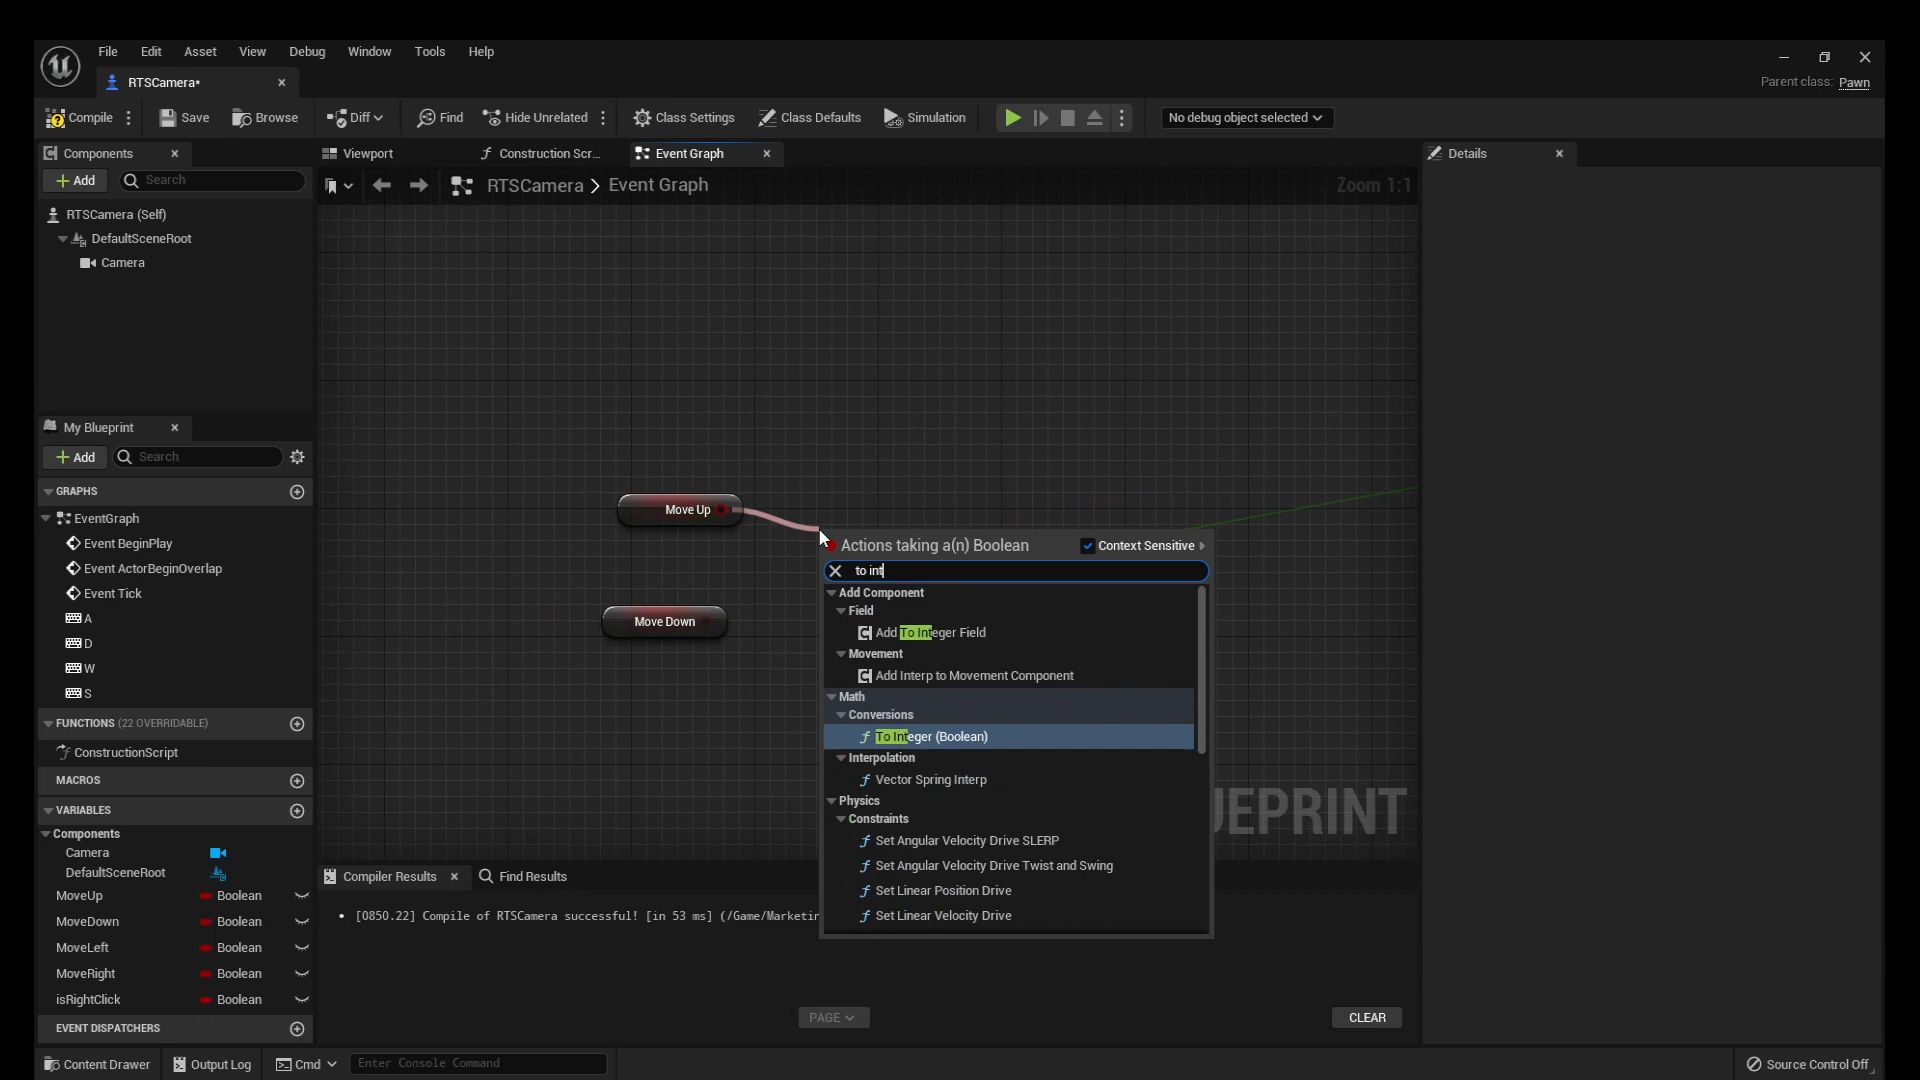 File Edit Asset View Debug Window Tools Help
RTSCamera*
Parent class: Pawn
Compile Save Browse Diff Find Hide Unrelated Class Settings Class Defaults Simulation No debug object selected
Components
Viewport Construction Scr... Event Graph
Details
Add Search
RTSCamera > Event Graph
Zoom 1:1
RTSCamera (Self)
DefaultSceneRoot
Camera
My Blueprint
Add Search
GRAPHS
EventGraph
Event BeginPlay
Event ActorBeginOverlap
Event Tick
A
D
W
S
FUNCTIONS (22 OVERRIDABLE)
ConstructionScript
MACROS
VARIABLES
Components
Camera
DefaultSceneRoot
MoveUp Boolean
MoveDown Boolean
MoveLeft Boolean
MoveRight Boolean
isRightClick Boolean
EVENT DISPATCHERS
Move Up
Move Down
Actions taking a(n) Boolean Context Sensitive
to int
Add Component
Field
Add To Integer Field
Movement
Add Interp to Movement Component
Math
Conversions
To Integer (Boolean)
Interpolation
Vector Spring Interp
Physics
Constraints
Set Angular Velocity Drive SLERP
Set Angular Velocity Drive Twist and Swing
Set Linear Position Drive
Set Linear Velocity Drive
UEPRINT
Compiler Results Find Results
• [0850.22] Compile of RTSCamera successful! [in 53 ms] (/Game/Marketin
PAGE CLEAR
Content Drawer Output Log Cmd Enter Console Command Source Control Off